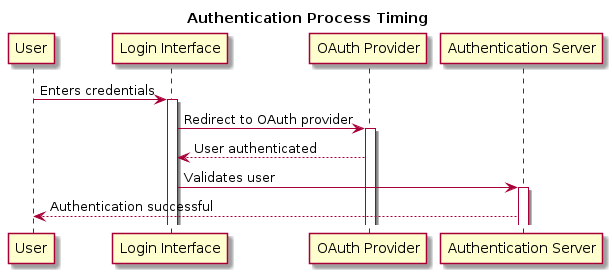 Authentication Process Timing
User
Login Interface
OAuth Provider
Authentication Server
Enters credentials
Redirect to OAuth provider
User authenticated
Validates user
Authentication successful
User
Login Interface
OAuth Provider
Authentication Server